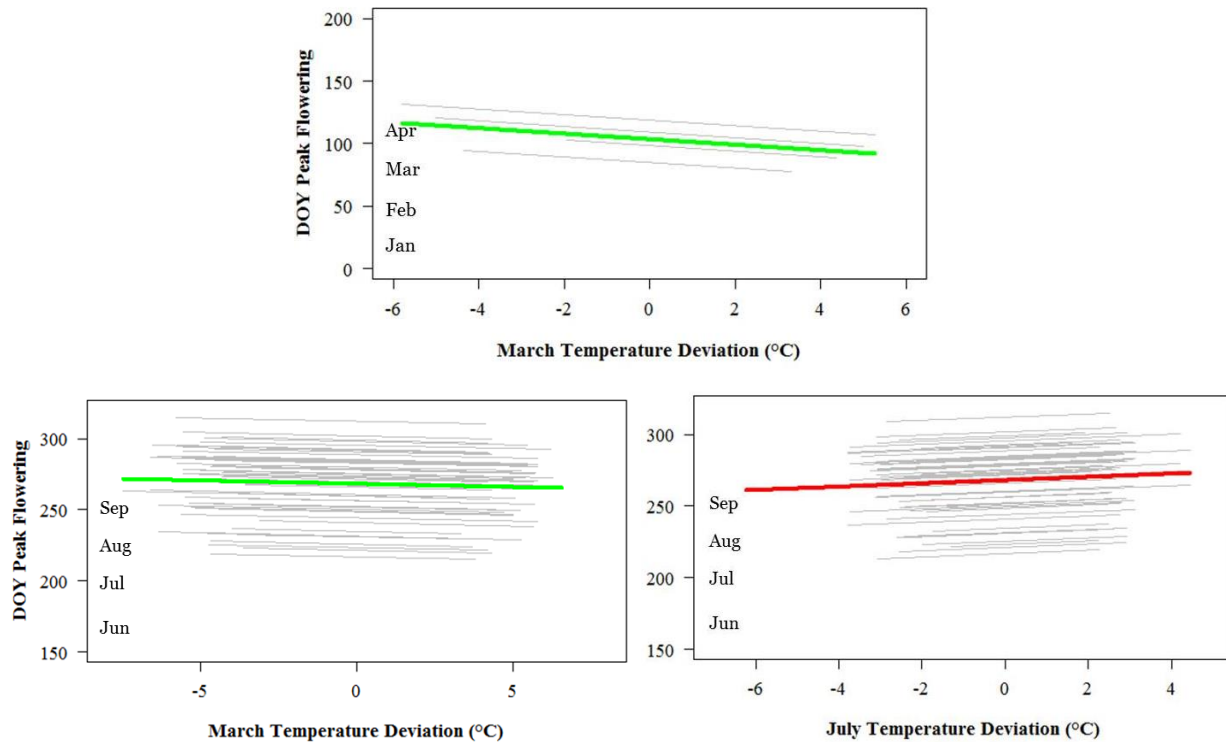 200
150
100
50
0
DOY Peak Flowering
Apr
Mar
Feb
Jan
-6 -4 -2 0 2 4 6
March Temperature Deviation (°C)
300
250
200
150
DOY Peak Flowering
Sep
Aug
Jul
Jun
-5 0 5
March Temperature Deviation (°C)
300
250
200
150
Sep
Aug
Jul
Jun
-6 -4 -2 0 2 4
July Temperature Deviation (°C)